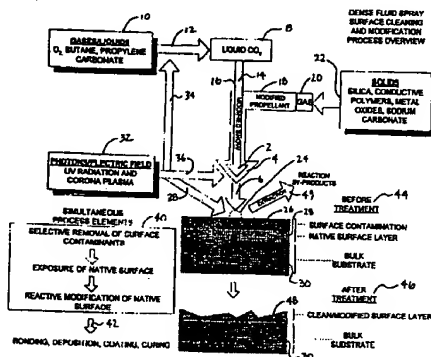 DENSE FLUID SPRAY
SURFACE CLEANING
AND MODIFICATION
PROCESS OVERVIEW
10
GASES/LIQUIDS
O₂, BUTANE, PROPYLENE
CARBONATE
12
8
LIQUID CO₂
22
SOLIDS
SILICA, CONDUCTIVE
POLYMERS, METAL
OXIDES, SODIUM
CARBONATE
16
14
18
20
MODIFIED
PROPELLANT
GAS
34
32
PHOTONS/ELECTRIC FIELD
UV RADIATION AND
CORONA PLASMA
36
2
4
6
24
38
REACTION
BY-PRODUCTS
BEFORE
TREATMENT
44
SIMULTANEOUS
PROCESS ELEMENTS
40
26
28
SURFACE CONTAMINATION
NATIVE SURFACE LAYER
SELECTIVE REMOVAL OF SURFACE
CONTAMINANTS
BULK
SUBSTRATE
30
EXPOSURE OF NATIVE SURFACE
REACTIVE MODIFICATION OF NATIVE
SURFACE
AFTER
TREATMENT
46
48
CLEAN/MODIFIED SURFACE LAYER
42
BONDING, DEPOSITION, COATING, CURING
BULK
SUBSTRATE
30